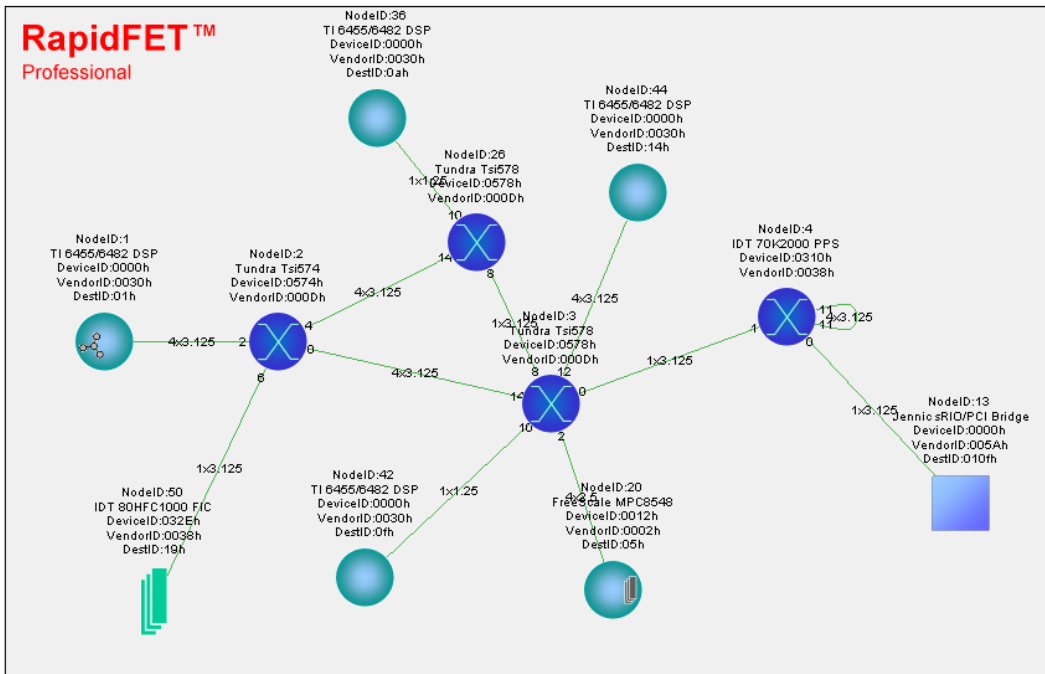 RapidFET™
Professional
NodeID:36
TI 6455/6482 DSP
DeviceID:0000h
VendorID:0030h
DestID:0ah
NodeID:44
TI 6455/6482 DSP
DeviceID:0000h
VendorID:0030h
DestID:14h
NodeID:26
Tundra Tsi578
DeviceID:0578h
VendorID:000Dh
1x1.25
10
14
8
NodeID:4
IDT 70K2000 PPS
DeviceID:0310h
VendorID:0038h
NodeID:1
TI 6455/6482 DSP
DeviceID:0000h
VendorID:0030h
DestID:01h
NodeID:2
Tundra Tsi574
DeviceID:0574h
VendorID:000Dh
4x3.125
4x3.125
4
2
0
6
4x3.125
4x3.125
NodeID:3
Tundra Tsi578
DeviceID:0578h
VendorID:000Dh
1x3.125
8
12
0
14
10
2
1x3.125
1
11
4x3.125
11
0
1x3.125
NodeID:13
Jennic sRIO/PCI Bridge
DeviceID:0000h
VendorID:005Ah
DestID:010fh
1x3.125
NodeID:50
IDT 80HFC1000 FIC
DeviceID:032Eh
VendorID:0038h
DestID:19h
NodeID:42
TI 6455/6482 DSP
DeviceID:0000h
VendorID:0030h
DestID:0fh
1x1.25
NodeID:20
FreeScale MPC8548
DeviceID:0012h
VendorID:0002h
DestID:05h
4x3.125